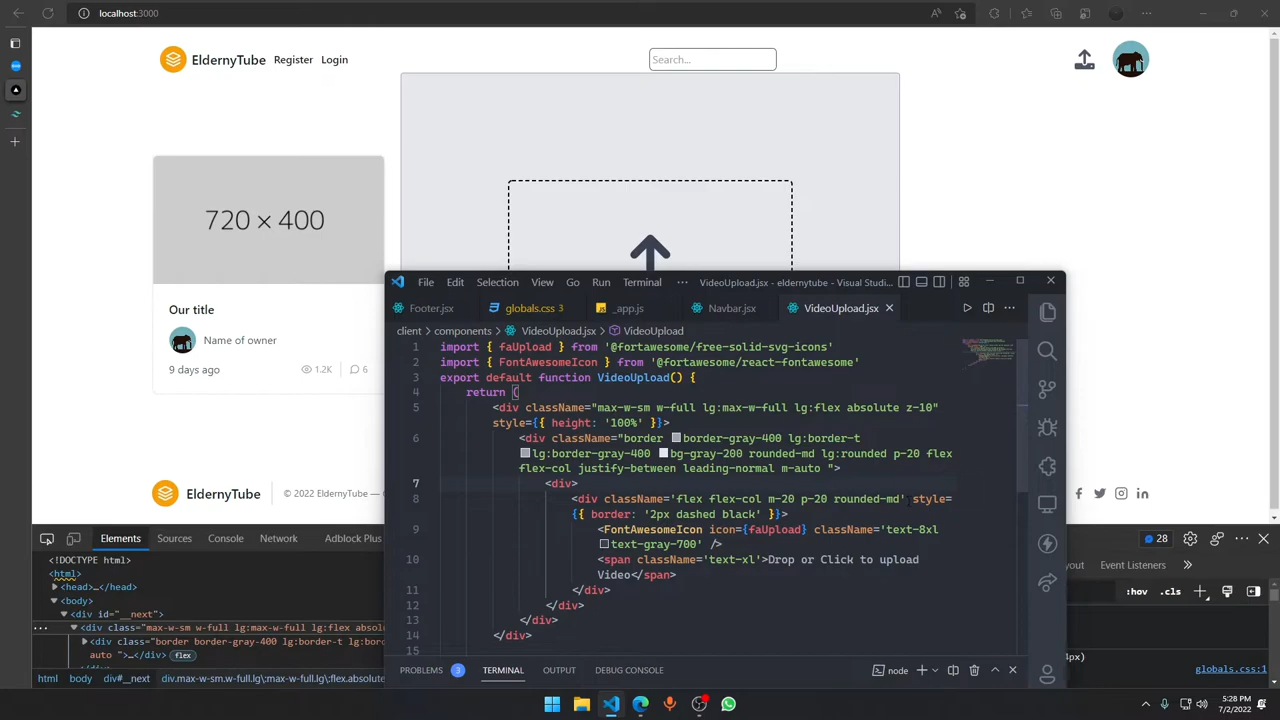 localhost:3000
EldernyTube Register Login
Search...
720 × 400
Our title
Name of owner
9 days ago 1.2K 6
EldernyTube © 2022 EldernyTube —
File Edit Selection View Go Run Terminal ··· VideoUpload.jsx - eldernytube - Visual Studi...
Footer.jsx globals.css 3 _app.js Navbar.jsx VideoUpload.jsx
client > components > VideoUpload.jsx > VideoUpload
1 import { faUpload } from '@fortawesome/free-solid-svg-icons'
2 import { FontAwesomeIcon } from '@fortawesome/react-fontawesome'
3 export default function VideoUpload() {
4 return (
5 <div className="max-w-sm w-full lg:max-w-full lg:flex absolute z-10"
style={{ height: '100%' }}>
6 <div className="border border-gray-400 lg:border-t
lg:border-gray-400 bg-gray-200 rounded-md lg:rounded p-20 flex
flex-col justify-between leading-normal m-auto ">
7 <div>
8 <div className='flex flex-col m-20 p-20 rounded-md' style=
{{ border: '2px dashed black' }}>
9 <FontAwesomeIcon icon={faUpload} className='text-8xl
text-gray-700' />
10 <span className='text-xl'>Drop or Click to upload
Video</span>
11 </div>
12 </div>
13 </div>
14 </div>
15
PROBLEMS 3 TERMINAL OUTPUT DEBUG CONSOLE node
Elements Sources Console Network Adblock Plus 28
<!DOCTYPE html>
<html>
<head>…</head>
<body>
<div id="__next">
··· <div class="max-w-sm w-full lg:max-w-full lg:flex absolu
<div class="border border-gray-400 lg:border-t lg:bord
auto ">…</div> flex
</div>
html body div#__next div.max-w-sm.w-full.lg\:max-w-full.lg\:flex.absolute
yout Event Listeners
:hov .cls
4px)
globals.css:1
5:28 PM
7/2/2022